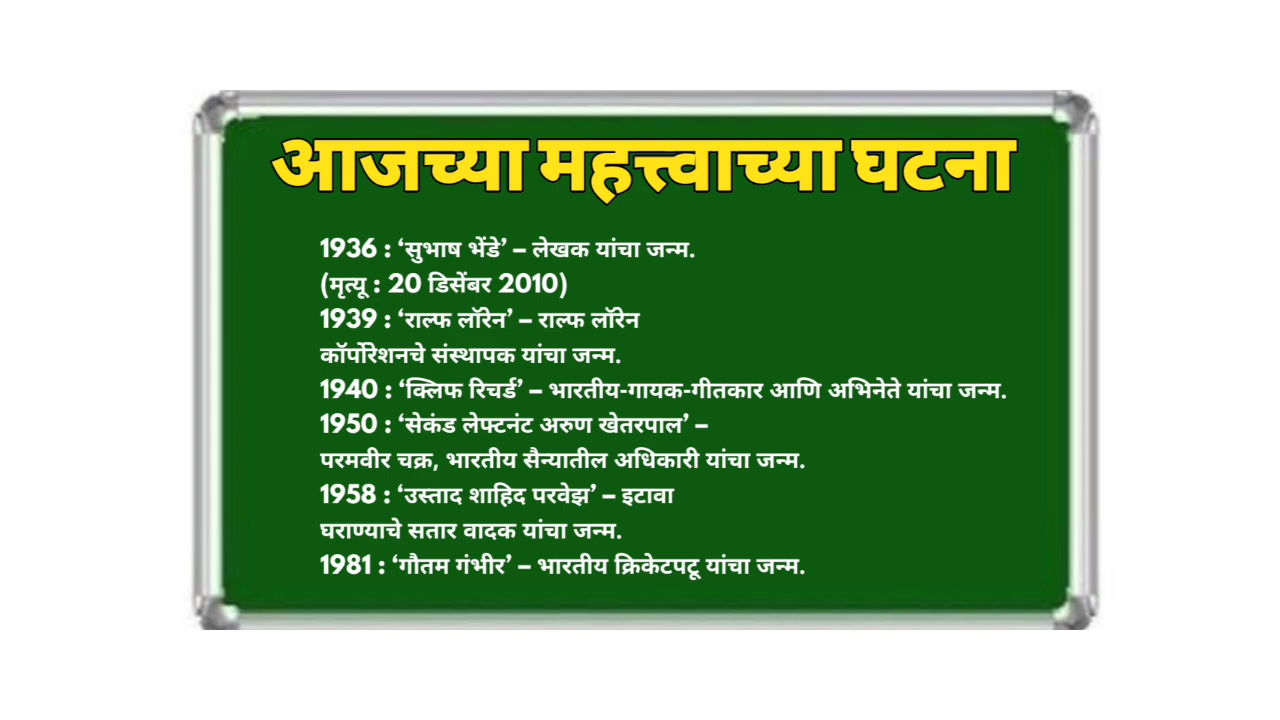 आजच्या महत्त्वाच्या घटना
1936 : ‘सुभाष भेंडे’ – लेखक यांचा जन्म.
(मृत्यू : 20 डिसेंबर 2010)
1939 : ‘राल्फ लॉरेन’ – राल्फ लॉरेन
कॉर्पोरेशनचे संस्थापक यांचा जन्म.
1940 : ‘क्लिफ रिचर्ड’ – भारतीय-गायक-गीतकार आणि अभिनेते यांचा जन्म.
1950 : ‘सेकंड लेफ्टनंट अरुण खेतरपाल’ –
परमवीर चक्र, भारतीय सैन्यातील अधिकारी यांचा जन्म.
1958 : ‘उस्ताद शाहिद परवेझ’ – इटावा
घराण्याचे सतार वादक यांचा जन्म.
1981 : ‘गौतम गंभीर’ – भारतीय क्रिकेटपटू यांचा जन्म.